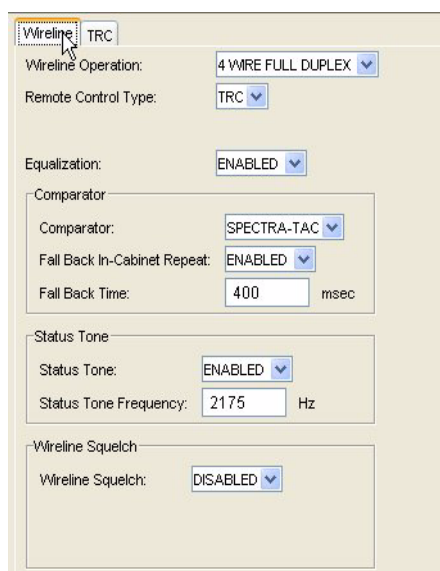 Wireline TRC
Wireline Operation: 4 WIRE FULL DUPLEX
Remote Control Type: TRC
Equalization: ENABLED
Comparator
Comparator: SPECTRA-TAC
Fall Back In-Cabinet Repeat: ENABLED
Fall Back Time: 400 msec
Status Tone
Status Tone: ENABLED
Status Tone Frequency: 2175 Hz
Wireline Squelch
Wireline Squelch: DISABLED